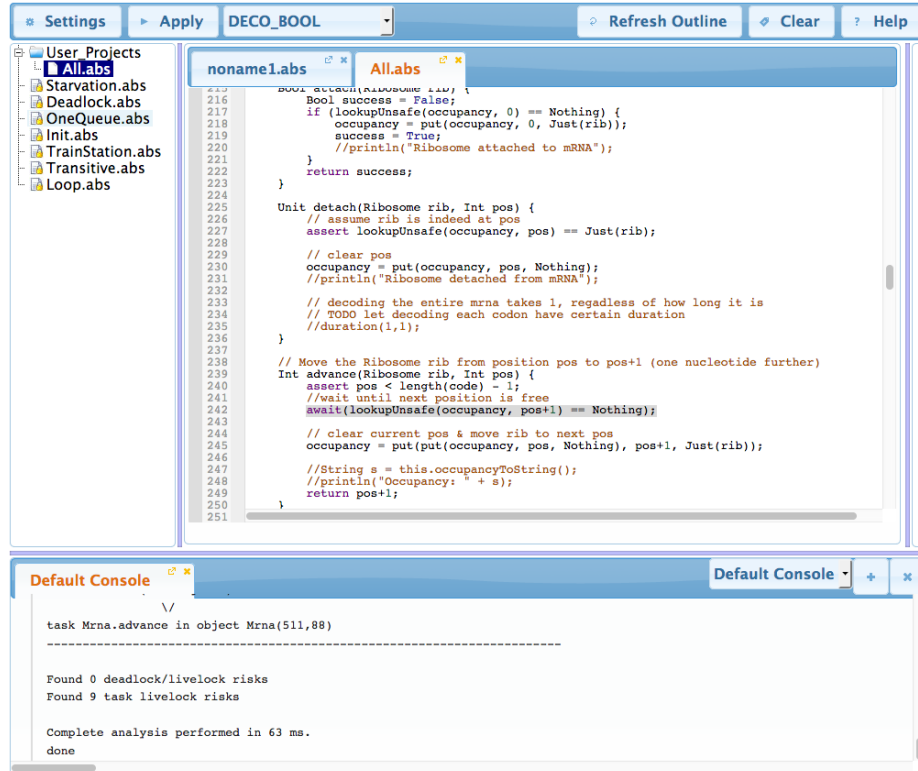 Settings Apply DECO_BOOL Refresh Outline Clear Help
User_Projects
All.abs
Starvation.abs
Deadlock.abs
OneQueue.abs
Init.abs
TrainStation.abs
Transitive.abs
Loop.abs
noname1.abs All.abs
215 Bool attach(Ribosome rib) {
216 Bool success = False;
217 if (lookupUnsafe(occupancy, 0) == Nothing) {
218 occupancy = put(occupancy, 0, Just(rib));
219 success = True;
220 //println("Ribosome attached to mRNA");
221 }
222 return success;
223 }
224
225 Unit detach(Ribosome rib, Int pos) {
226 // assume rib is indeed at pos
227 assert lookupUnsafe(occupancy, pos) == Just(rib);
228
229 // clear pos
230 occupancy = put(occupancy, pos, Nothing);
231 //println("Ribosome detached from mRNA");
232
233 // decoding the entire mrna takes 1, regadless of how long it is
234 // TODO let decoding each codon have certain duration
235 //duration(1,1);
236 }
237
238 // Move the Ribosome rib from position pos to pos+1 (one nucleotide further)
239 Int advance(Ribosome rib, Int pos) {
240 assert pos < length(code) - 1;
241 //wait until next position is free
242 await(lookupUnsafe(occupancy, pos+1) == Nothing);
243
244 // clear current pos & move rib to next pos
245 occupancy = put(put(occupancy, pos, Nothing), pos+1, Just(rib));
246
247 //String s = this.occupancyToString();
248 //println("Occupancy: " + s);
249 return pos+1;
250 }
251
Default Console Default Console
\/
task Mrna.advance in object Mrna(511,88)
--------------------------------------------------------------------------
Found 0 deadlock/livelock risks
Found 9 task livelock risks
Complete analysis performed in 63 ms.
done